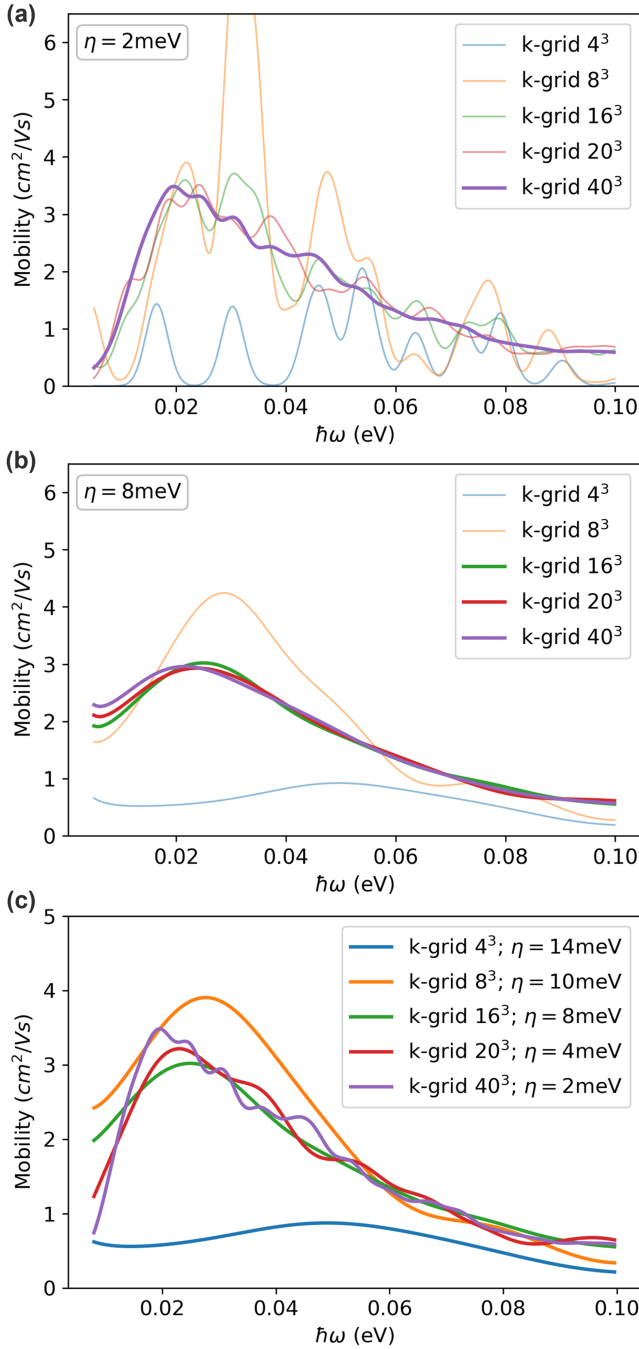 (a)
η = 2meV
k-grid 4³
k-grid 8³
k-grid 16³
k-grid 20³
k-grid 40³
Mobility (cm²/Vs)
0
1
2
3
4
5
6
0.02
0.04
0.06
0.08
0.10
ħω (eV)
(b)
η = 8meV
k-grid 4³
k-grid 8³
k-grid 16³
k-grid 20³
k-grid 40³
Mobility (cm²/Vs)
0
1
2
3
4
5
6
0.02
0.04
0.06
0.08
0.10
ħω (eV)
(c)
k-grid 4³; η = 14meV
k-grid 8³; η = 10meV
k-grid 16³; η = 8meV
k-grid 20³; η = 4meV
k-grid 40³; η = 2meV
Mobility (cm²/Vs)
0
1
2
3
4
5
0.02
0.04
0.06
0.08
0.10
ħω (eV)